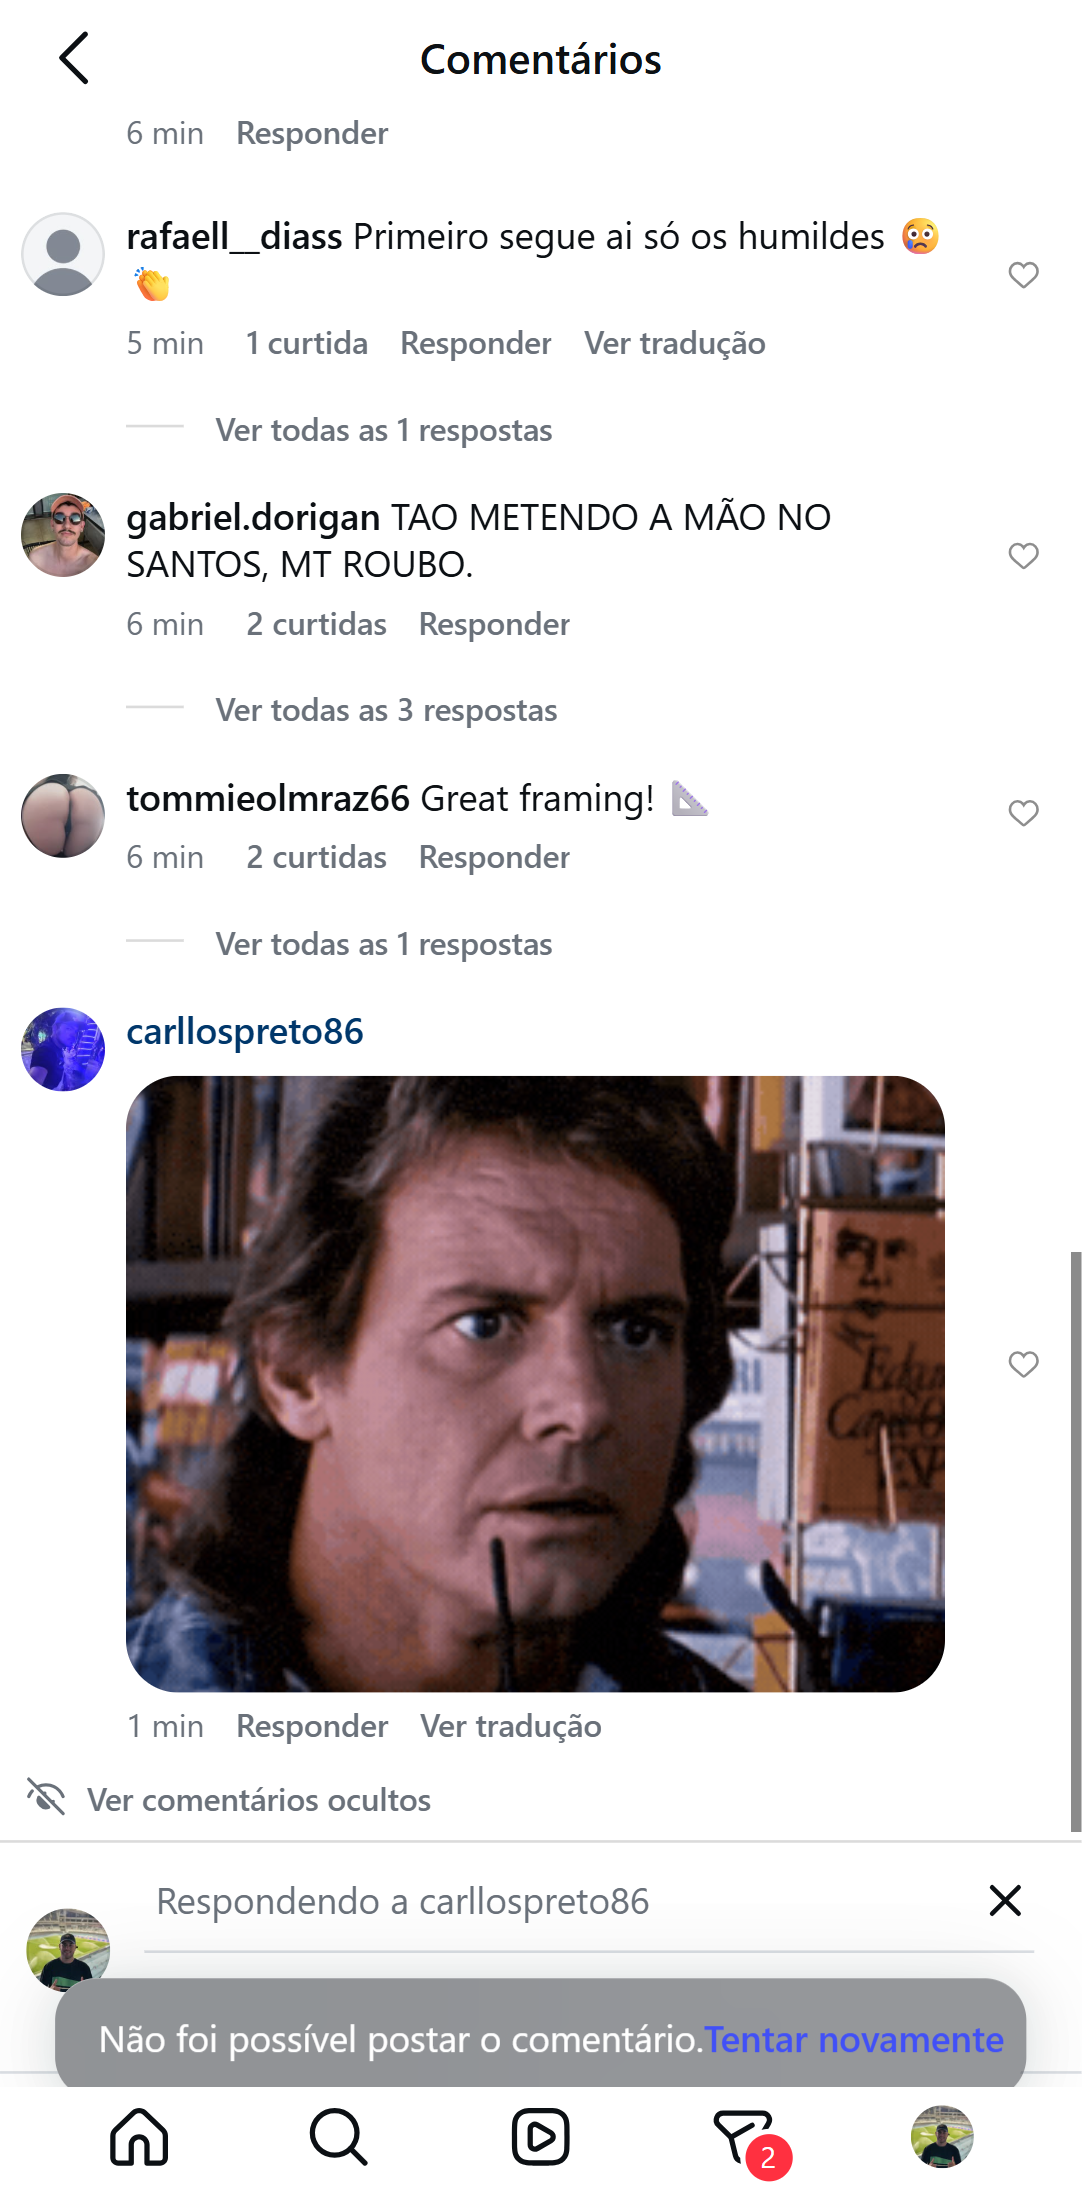 Comentários
6 min Responder
rafaell__diass Primeiro segue ai só os humildes 😢
👏
5 min 1 curtida Responder Ver tradução
Ver todas as 1 respostas
gabriel.dorigan TAO METENDO A MÃO NO
SANTOS, MT ROUBO.
6 min 2 curtidas Responder
Ver todas as 3 respostas
tommieolmraz66 Great framing! 📐
6 min 2 curtidas Responder
Ver todas as 1 respostas
carllospreto86
1 min Responder Ver tradução
Ver comentários ocultos
Respondendo a carllospreto86
Não foi possível postar o comentário.Tentar novamente
2